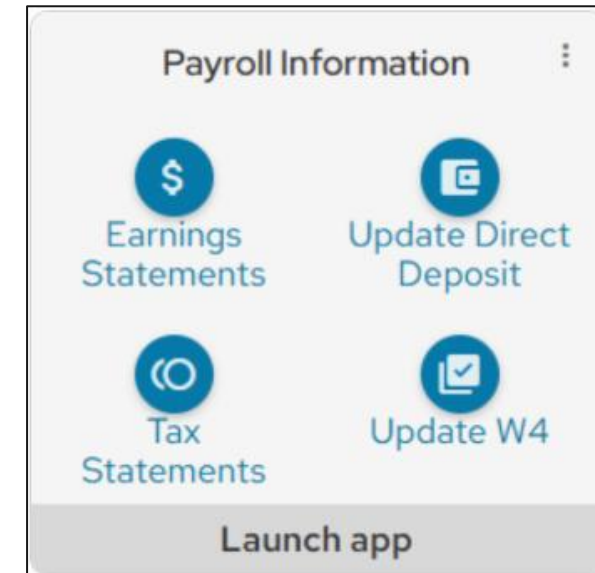 Payroll Information
$
Earnings
Statements
Update Direct
Deposit
Tax
Statements
Update W4
Launch app